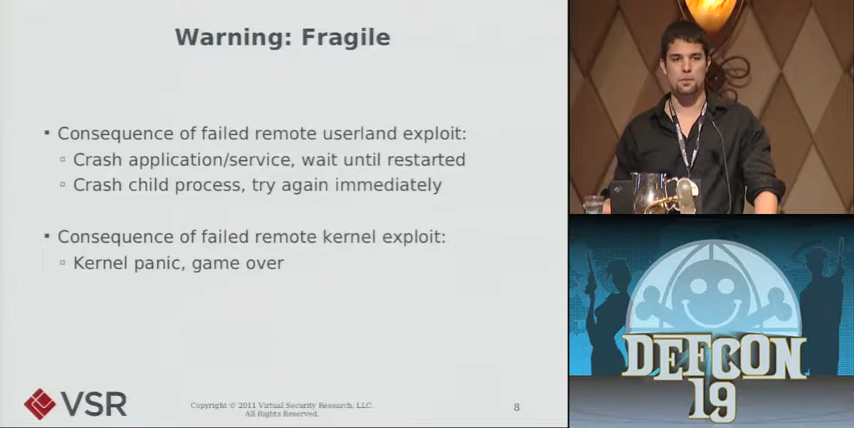 Warning: Fragile
▪ Consequence of failed remote userland exploit:
▫ Crash application/service, wait until restarted
▫ Crash child process, try again immediately
▪ Consequence of failed remote kernel exploit:
▫ Kernel panic, game over
VSR
Copyright © 2011 Virtual Security Research, LLC.
All Rights Reserved.
8
DEFCON
19